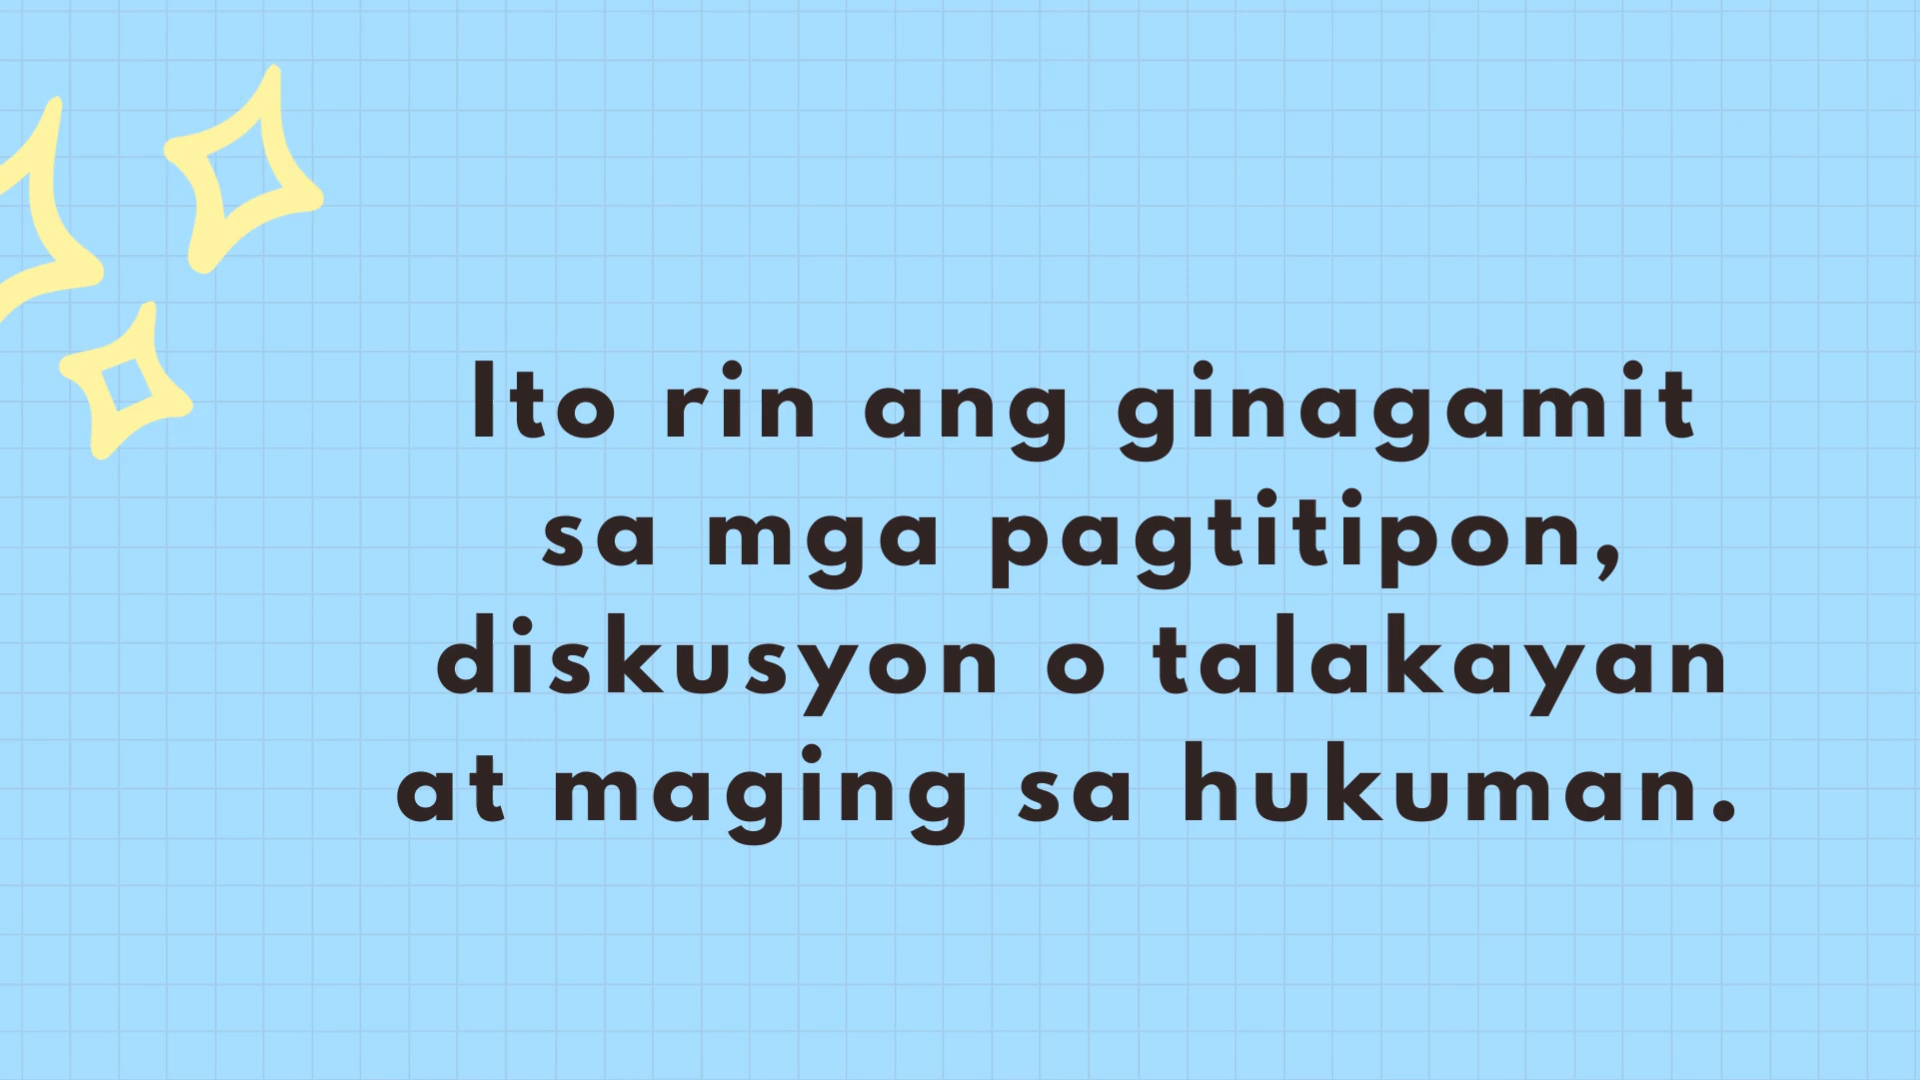 Ito rin ang ginagamit
sa mga pagtitipon,
diskusyon o talakayan
at maging sa hukuman.